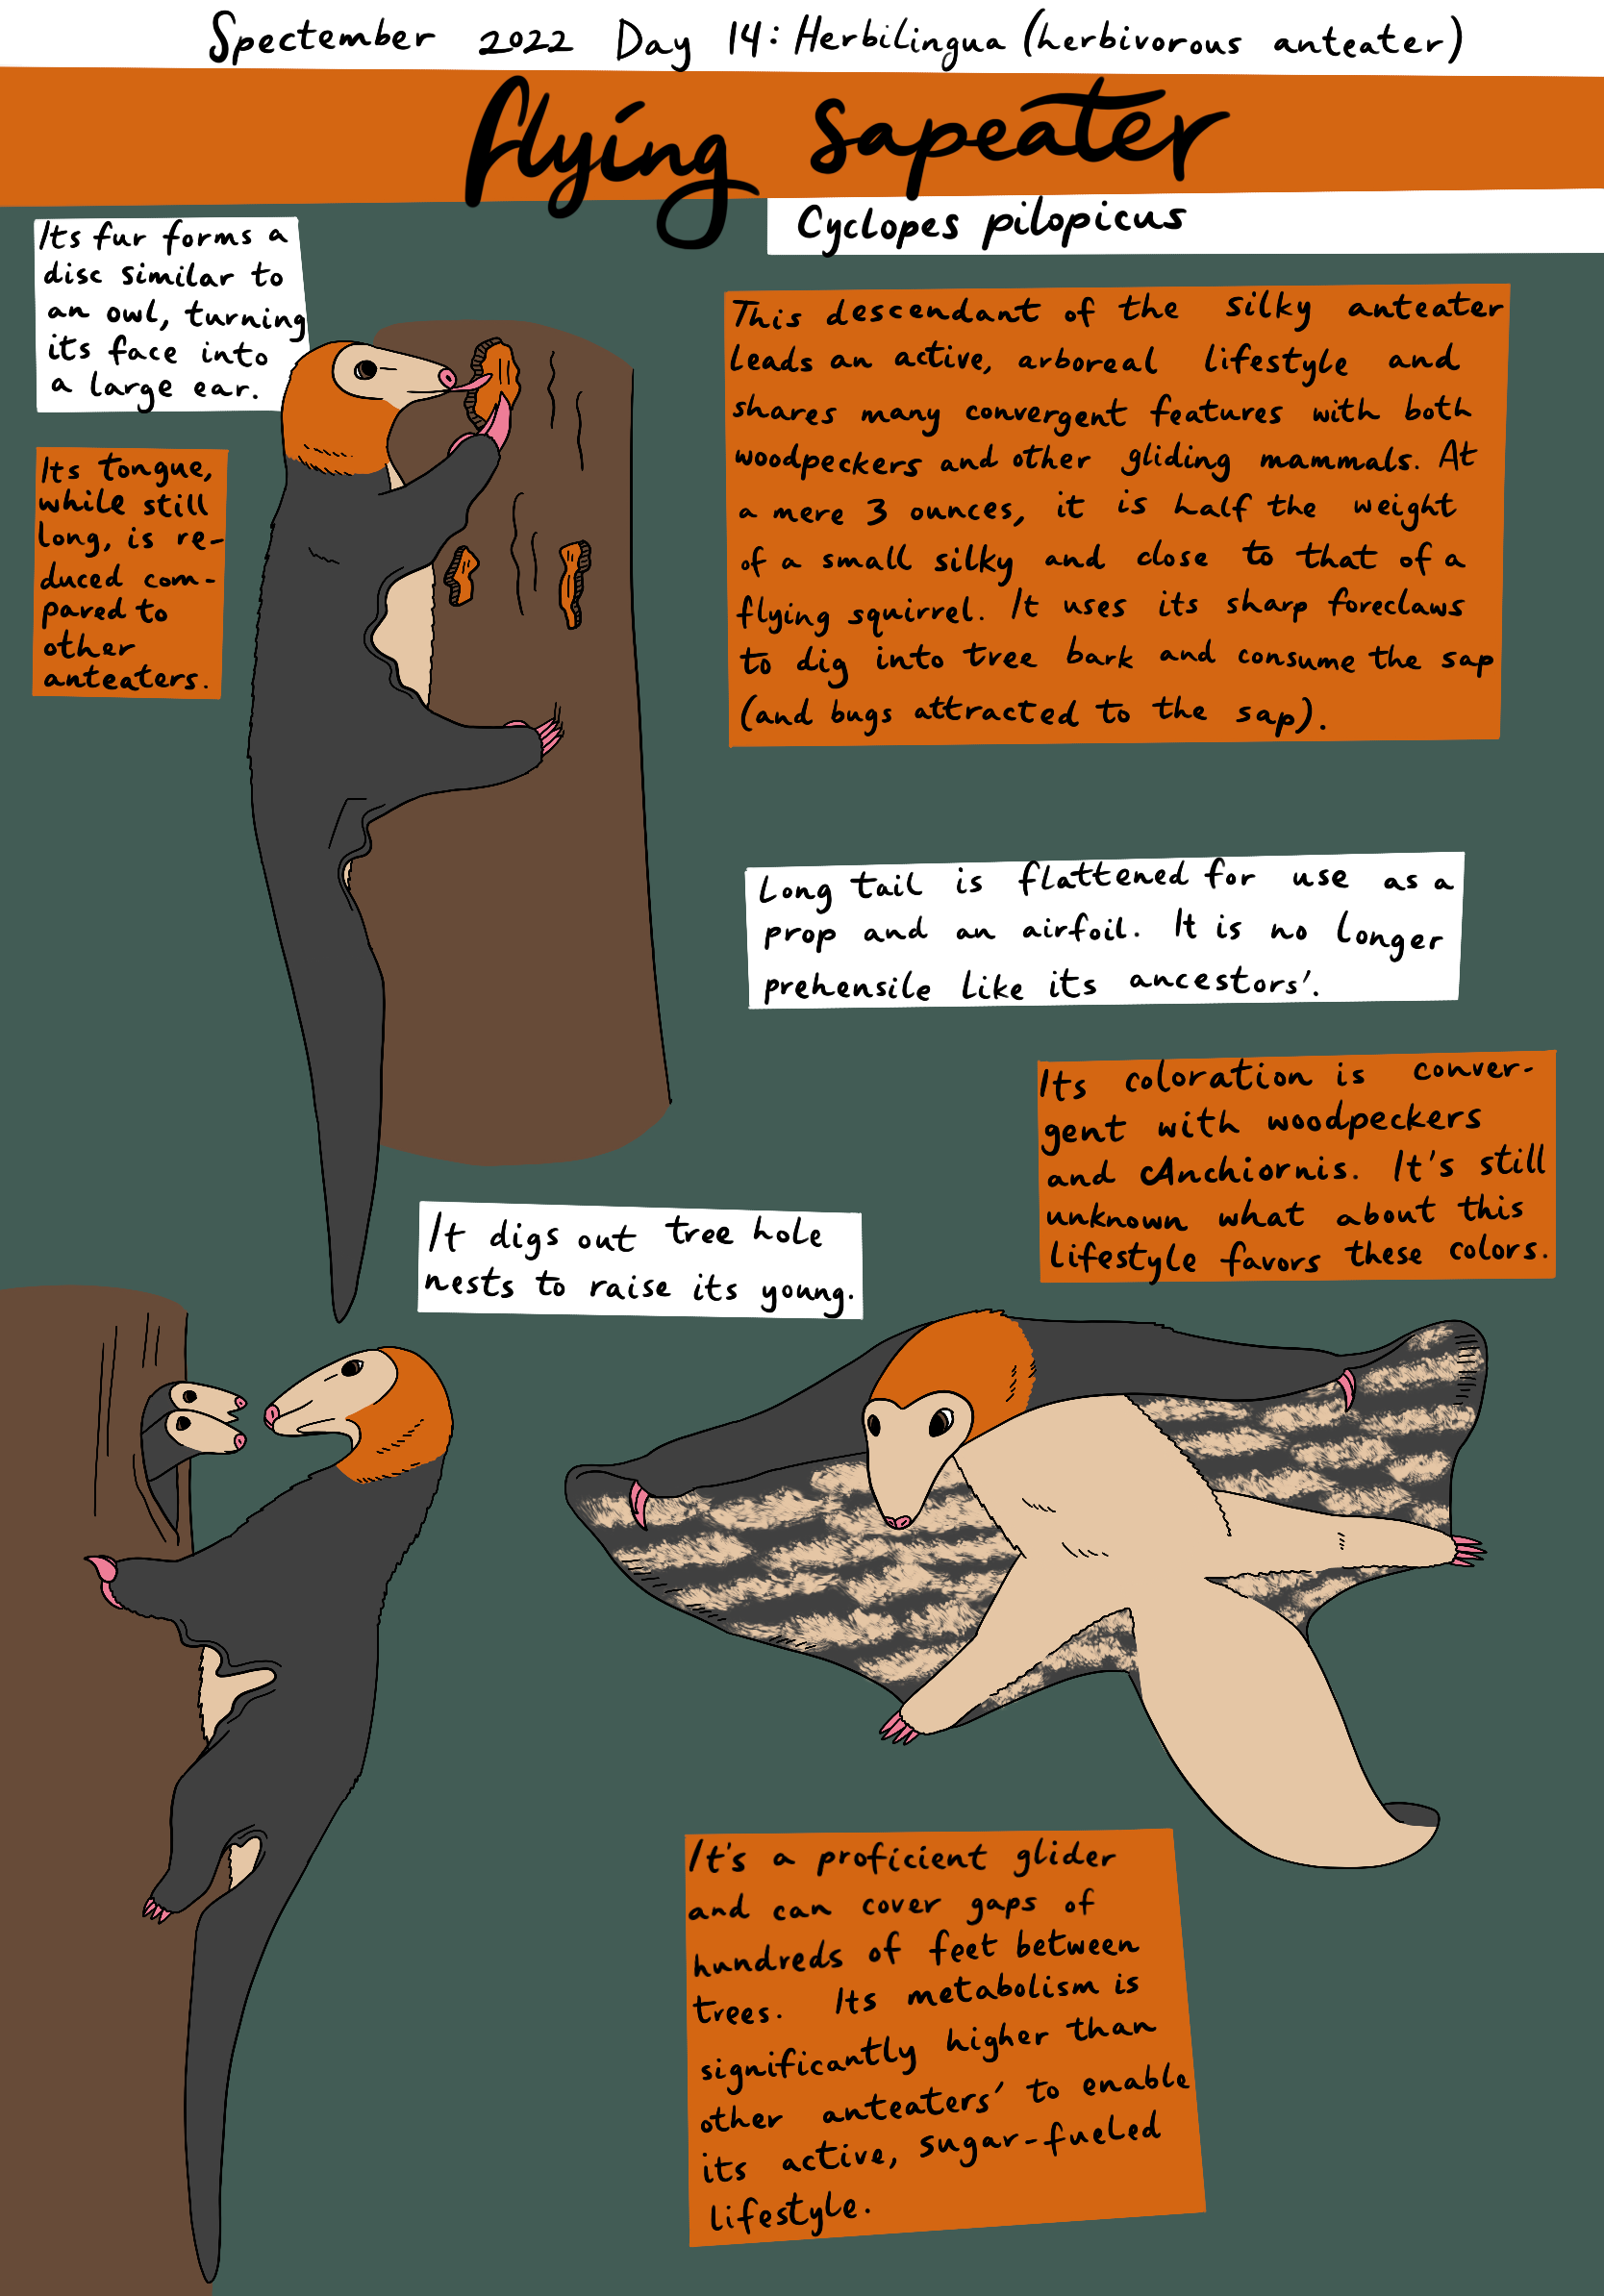 Spectember 2022 Day 14: Herbilingua (herbivorous anteater)
flying sapeater
Cyclopes pilopicus
Its fur forms a
disc similar to
an owl, turning
its face into
a large ear.
Its tongue,
while still
long, is re-
duced com-
pared to
other
anteaters.
This descendant of the silky anteater
leads an active, arboreal lifestyle and
shares many convergent features with both
woodpeckers and other gliding mammals. At
a mere 3 ounces, it is half the weight
of a small silky and close to that of a
flying squirrel. It uses its sharp foreclaws
to dig into tree bark and consume the sap
(and bugs attracted to the sap).
Long tail is flattened for use as a
prop and an airfoil. It is no longer
prehensile like its ancestors'.
Its coloration is conver-
gent with woodpeckers
and Anchiornis. It's still
unknown what about this
lifestyle favors these colors.
It digs out tree hole
nests to raise its young.
It's a proficient glider
and can cover gaps of
hundreds of feet between
trees. Its metabolism is
significantly higher than
other anteaters' to enable
its active, sugar-fueled
lifestyle.